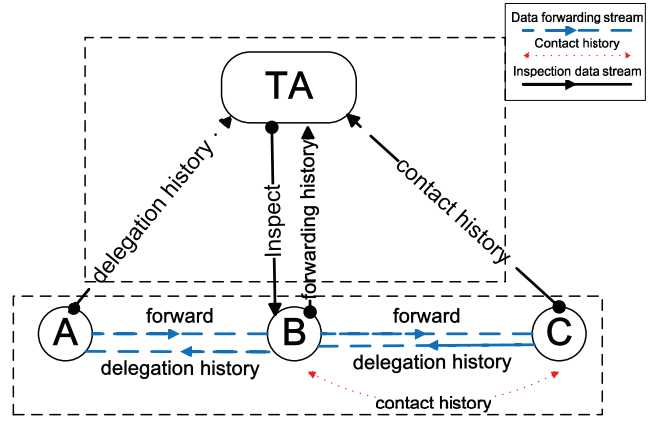 Data forwarding stream
Contact history
Inspection data stream
TA
delegation history
Inspect
forwarding history
contact history
A
forward
B
forward
C
delegation history
delegation history
contact history